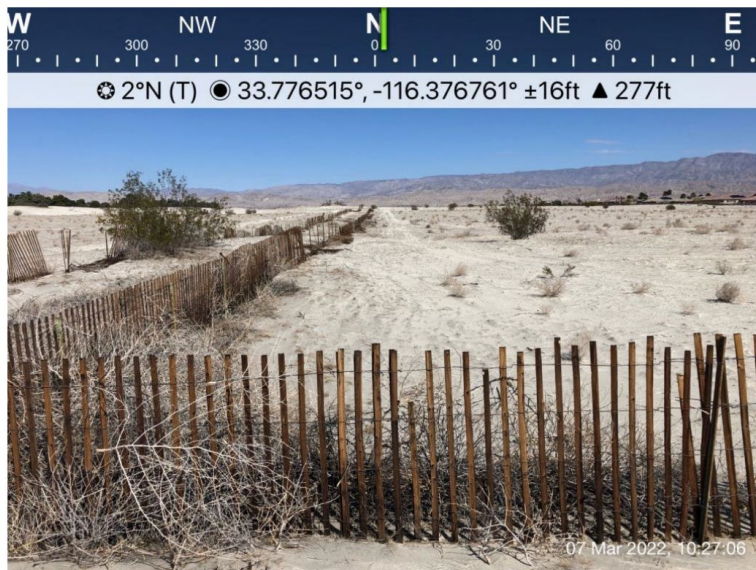 W NW N NE E
270 300 330 0 30 60 90
2°N (T) 33.776515°, -116.376761° ±16ft ▲ 277ft
07 Mar 2022, 10:27:06